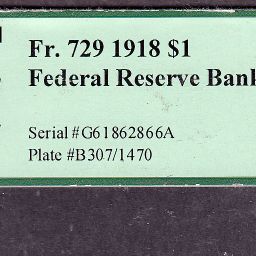 Fr. 729 1918 $1
Federal Reserve Bank
Serial #G61862866A
Plate #B307/1470